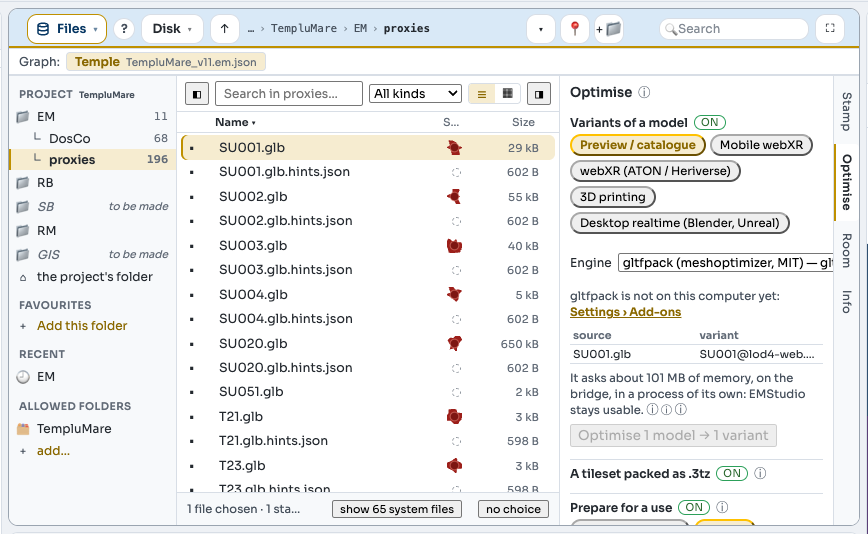 Files ▾ ? Disk ▾ ↑ … › TempluMare › EM › proxies ▾ + Search
Graph: Temple TempluMare_v11.em.json
PROJECT TempluMare
EM 11
└ DosCo 68
└ proxies 196
RB
SB to be made
RM
GIS to be made
the project's folder
FAVOURITES
+ Add this folder
RECENT
EM
ALLOWED FOLDERS
TempluMare
+ add...
Search in proxies... All kinds
Name ▾ S... Size
SU001.glb 29 kB
SU001.glb.hints.json 602 B
SU002.glb 55 kB
SU002.glb.hints.json 602 B
SU003.glb 40 kB
SU003.glb.hints.json 602 B
SU004.glb 5 kB
SU004.glb.hints.json 602 B
SU020.glb 650 kB
SU020.glb.hints.json 602 B
SU051.glb 2 kB
T21.glb 3 kB
T21.glb.hints.json 598 B
T23.glb 3 kB
T23.glb.hints.json 598 B
1 file chosen · 1 sta... show 65 system files no choice
Optimise ⓘ
Variants of a model ON
Preview / catalogue Mobile webXR
webXR (ATON / Heriverse)
3D printing
Desktop realtime (Blender, Unreal)
Engine gltfpack (meshoptimizer, MIT) —
gltfpack is not on this computer yet:
Settings › Add-ons
source variant
SU001.glb SU001@lod4-web....
It asks about 101 MB of memory, on the
bridge, in a process of its own: EMStudio
stays usable. ⓘ ⓘ ⓘ
Optimise 1 model → 1 variant
A tileset packed as .3tz ON ⓘ
Prepare for a use ON ⓘ
Stamp
Optimise
Room
Info